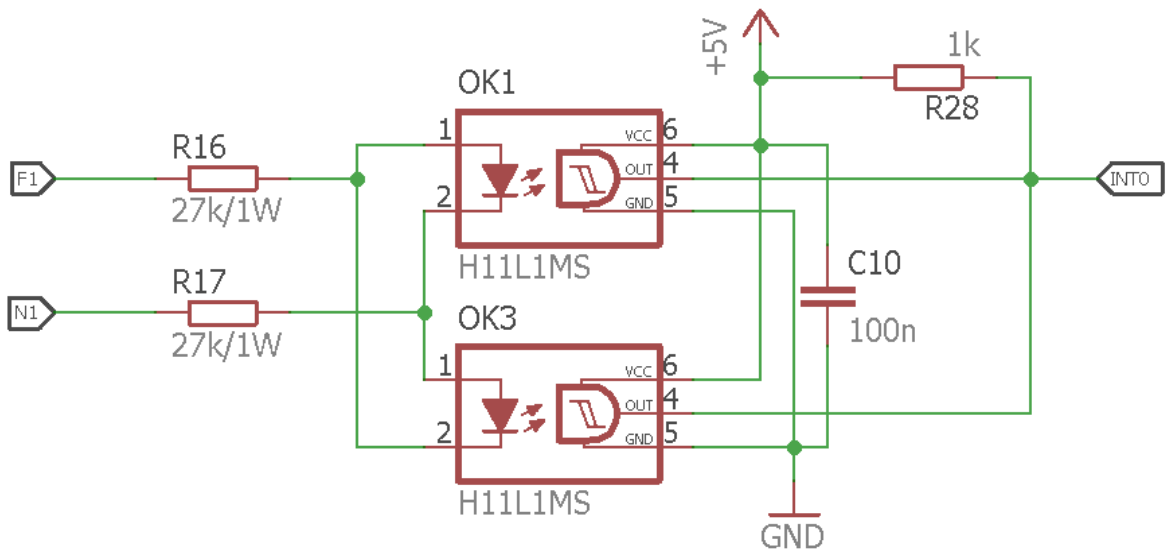 +5V
1k
R28
OK1
1
2
VCC
6
OUT
4
GND
5
H11L1MS
F1
R16
27k/1W
INT0
N1
R17
27k/1W
C10
100n
OK3
1
2
VCC
6
OUT
4
GND
5
H11L1MS
GND